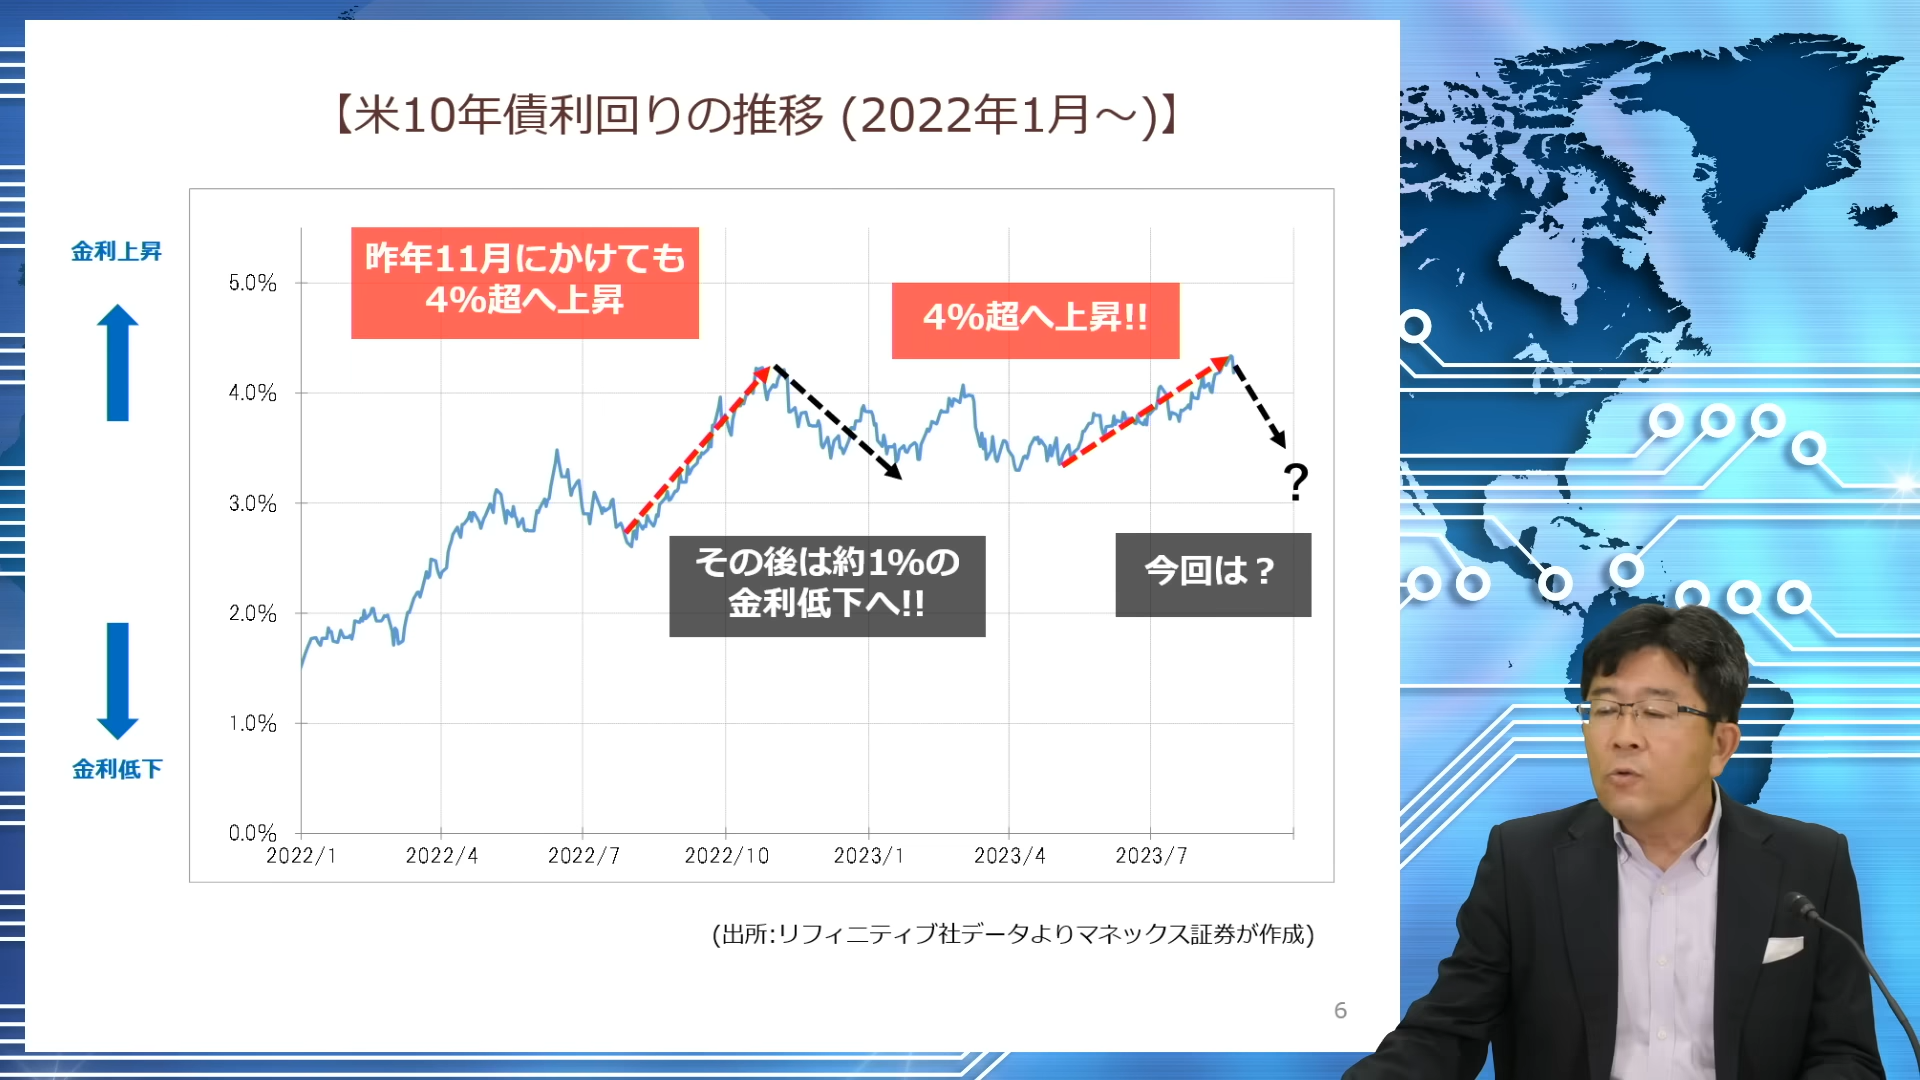 【米10年債利回りの推移 (2022年1月～)】
金利上昇
金利低下
昨年11月にかけても
4%超へ上昇
4%超へ上昇!!
その後は約1%の
金利低下へ!!
?
今回は？
5.0%
4.0%
3.0%
2.0%
1.0%
0.0%
2022/1 2022/4 2022/7 2022/10 2023/1 2023/4 2023/7
(出所:リフィニティブ社データよりマネックス証券が作成)
6